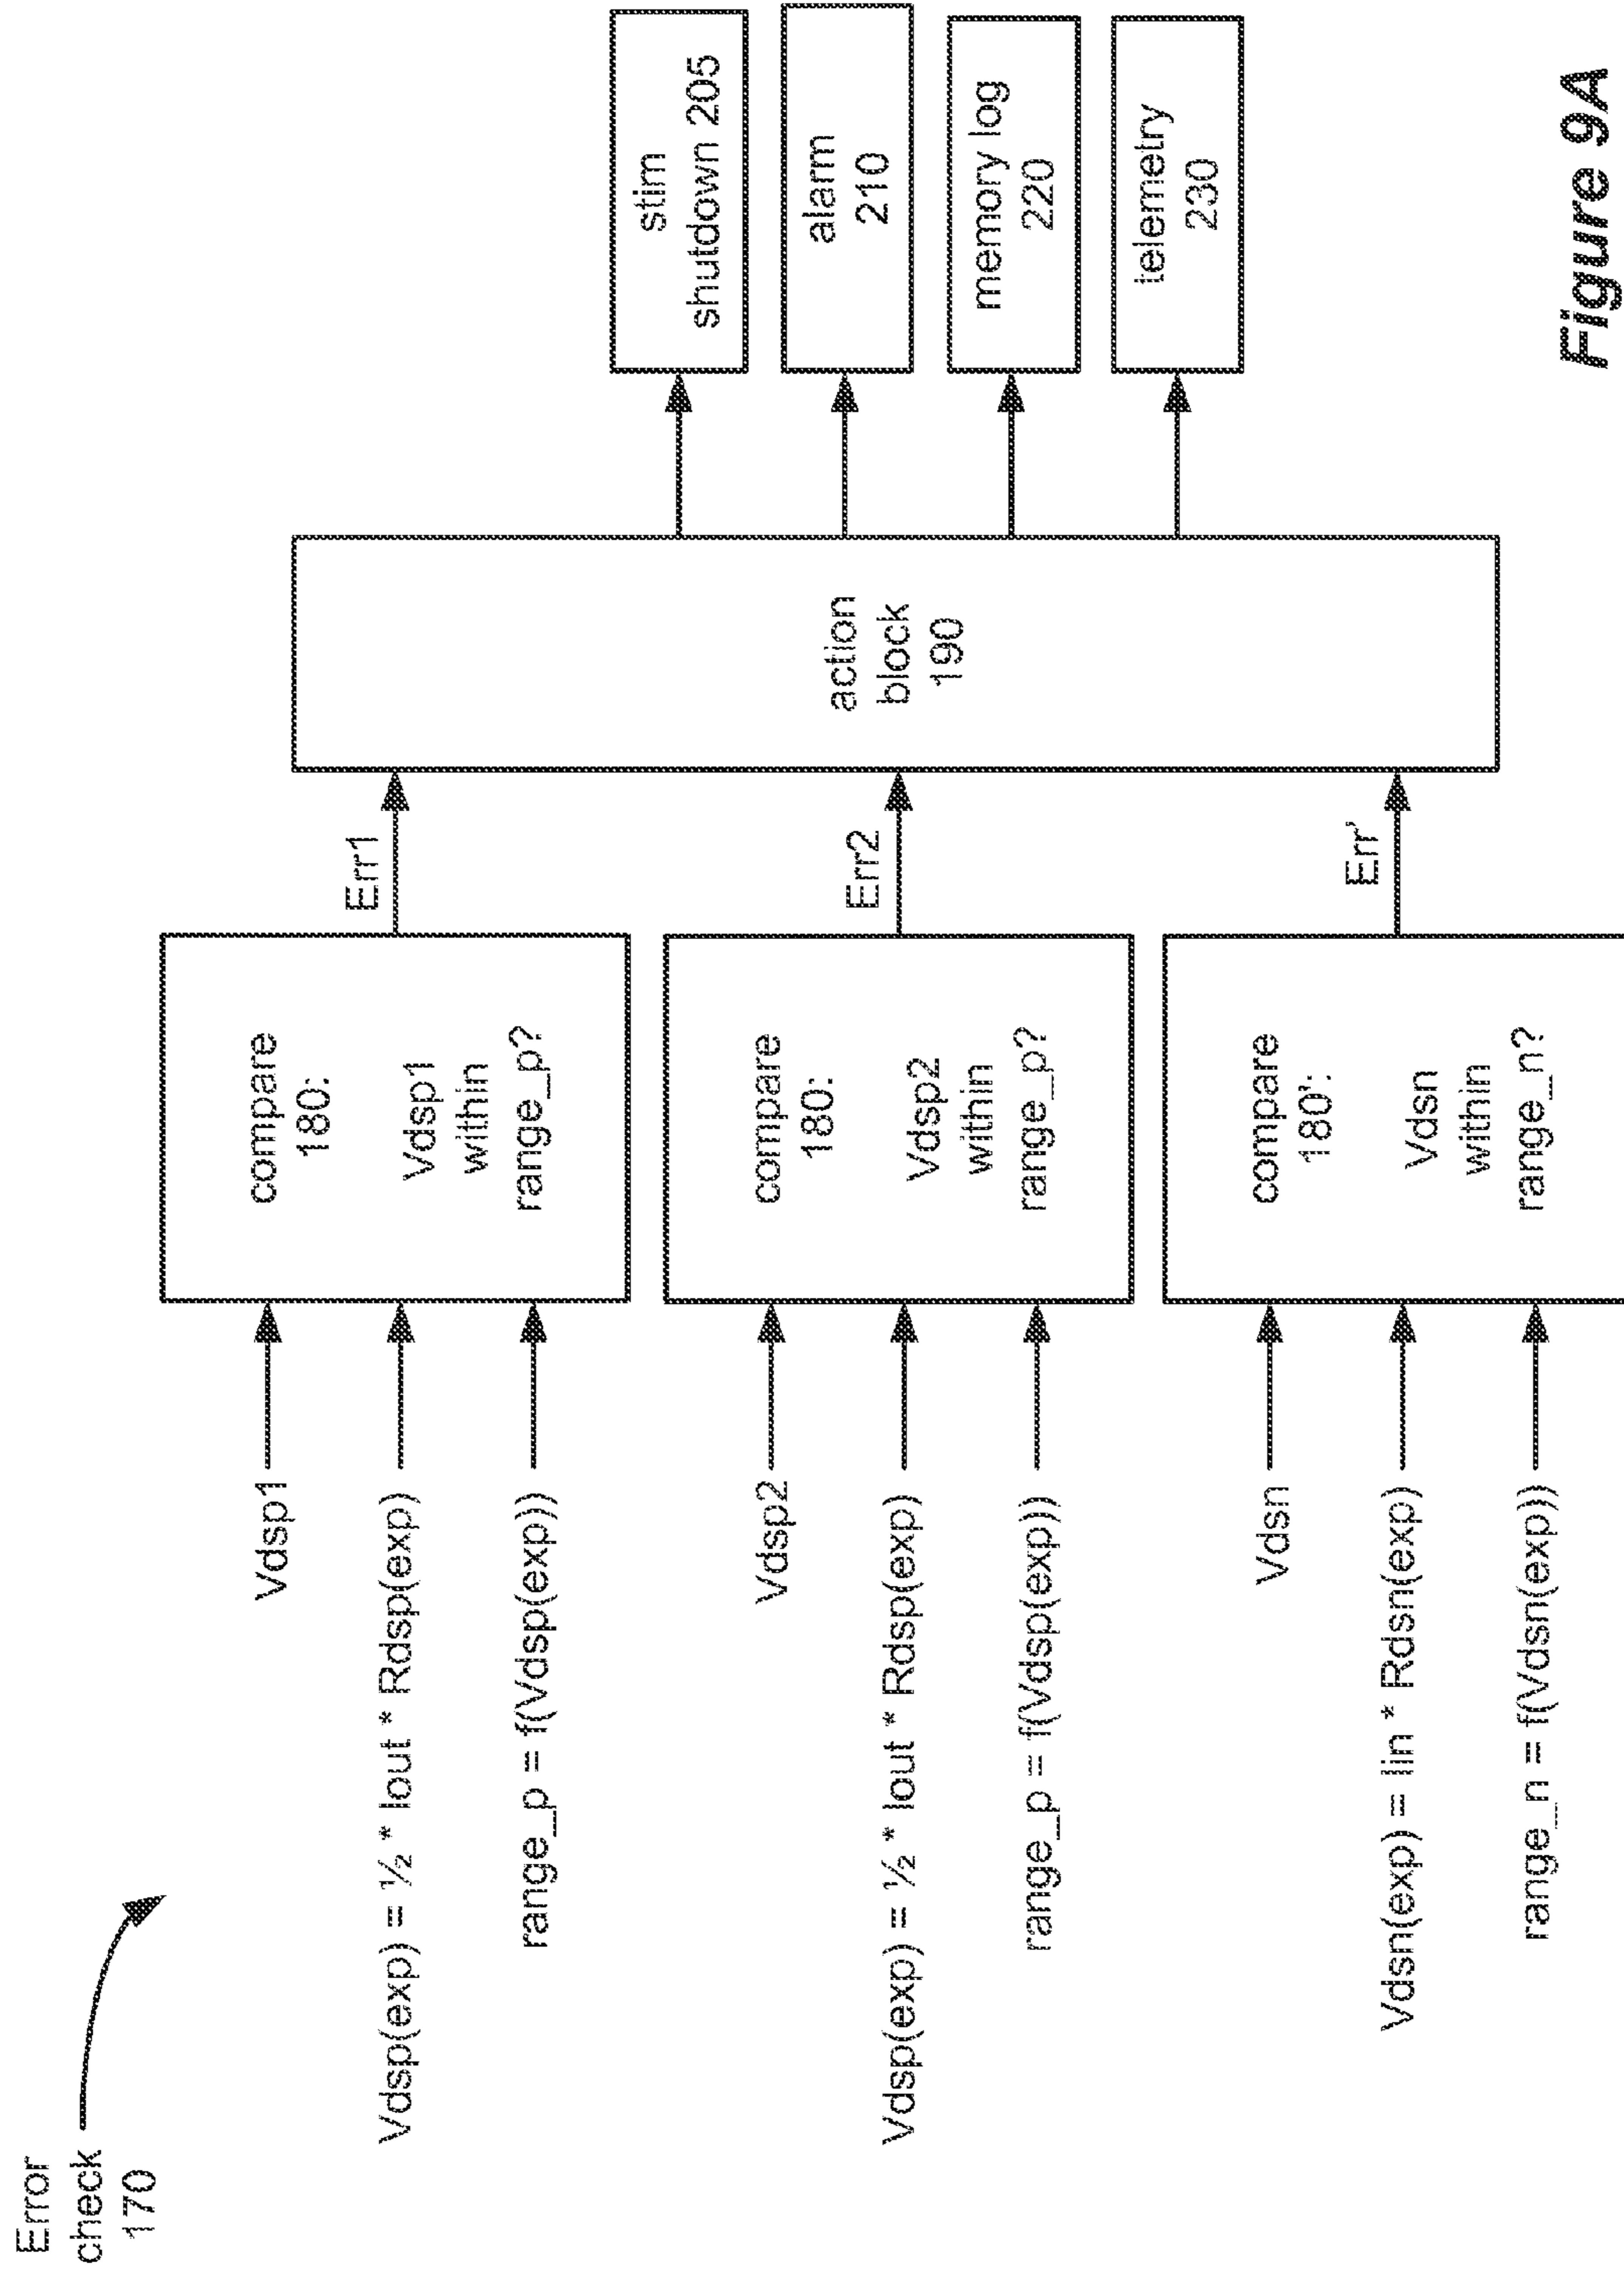 Error
check
170
Vdsp1
Vdsp(exp) = ½ * Iout * Rdsp(exp)
range_p = f(Vdsp(exp))
compare
180:
Vdsp1
within
range_p?
Err1
Vdsp2
Vdsp(exp) = ½ * Iout * Rdsp(exp)
range_p = f(Vdsp(exp))
compare
180:
Vdsp2
within
range_p?
Err2
Vdsn
Vdsn(exp) = Iin * Rdsn(exp)
range_n = f(Vdsn(exp))
compare
180':
Vdsn
within
range_n?
Err'
action
block
190
stim
shutdown 205
alarm
210
memory log
220
telemetry
230
Figure 9A